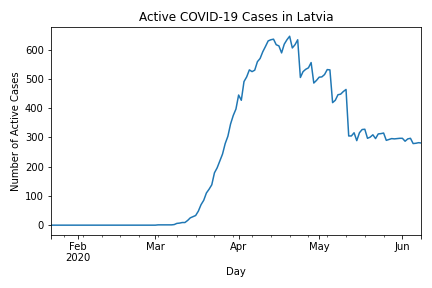 Active COVID-19 Cases in Latvia
Number of Active Cases
600
500
400
300
200
100
0
Feb
2020
Mar
Apr
May
Jun
Day